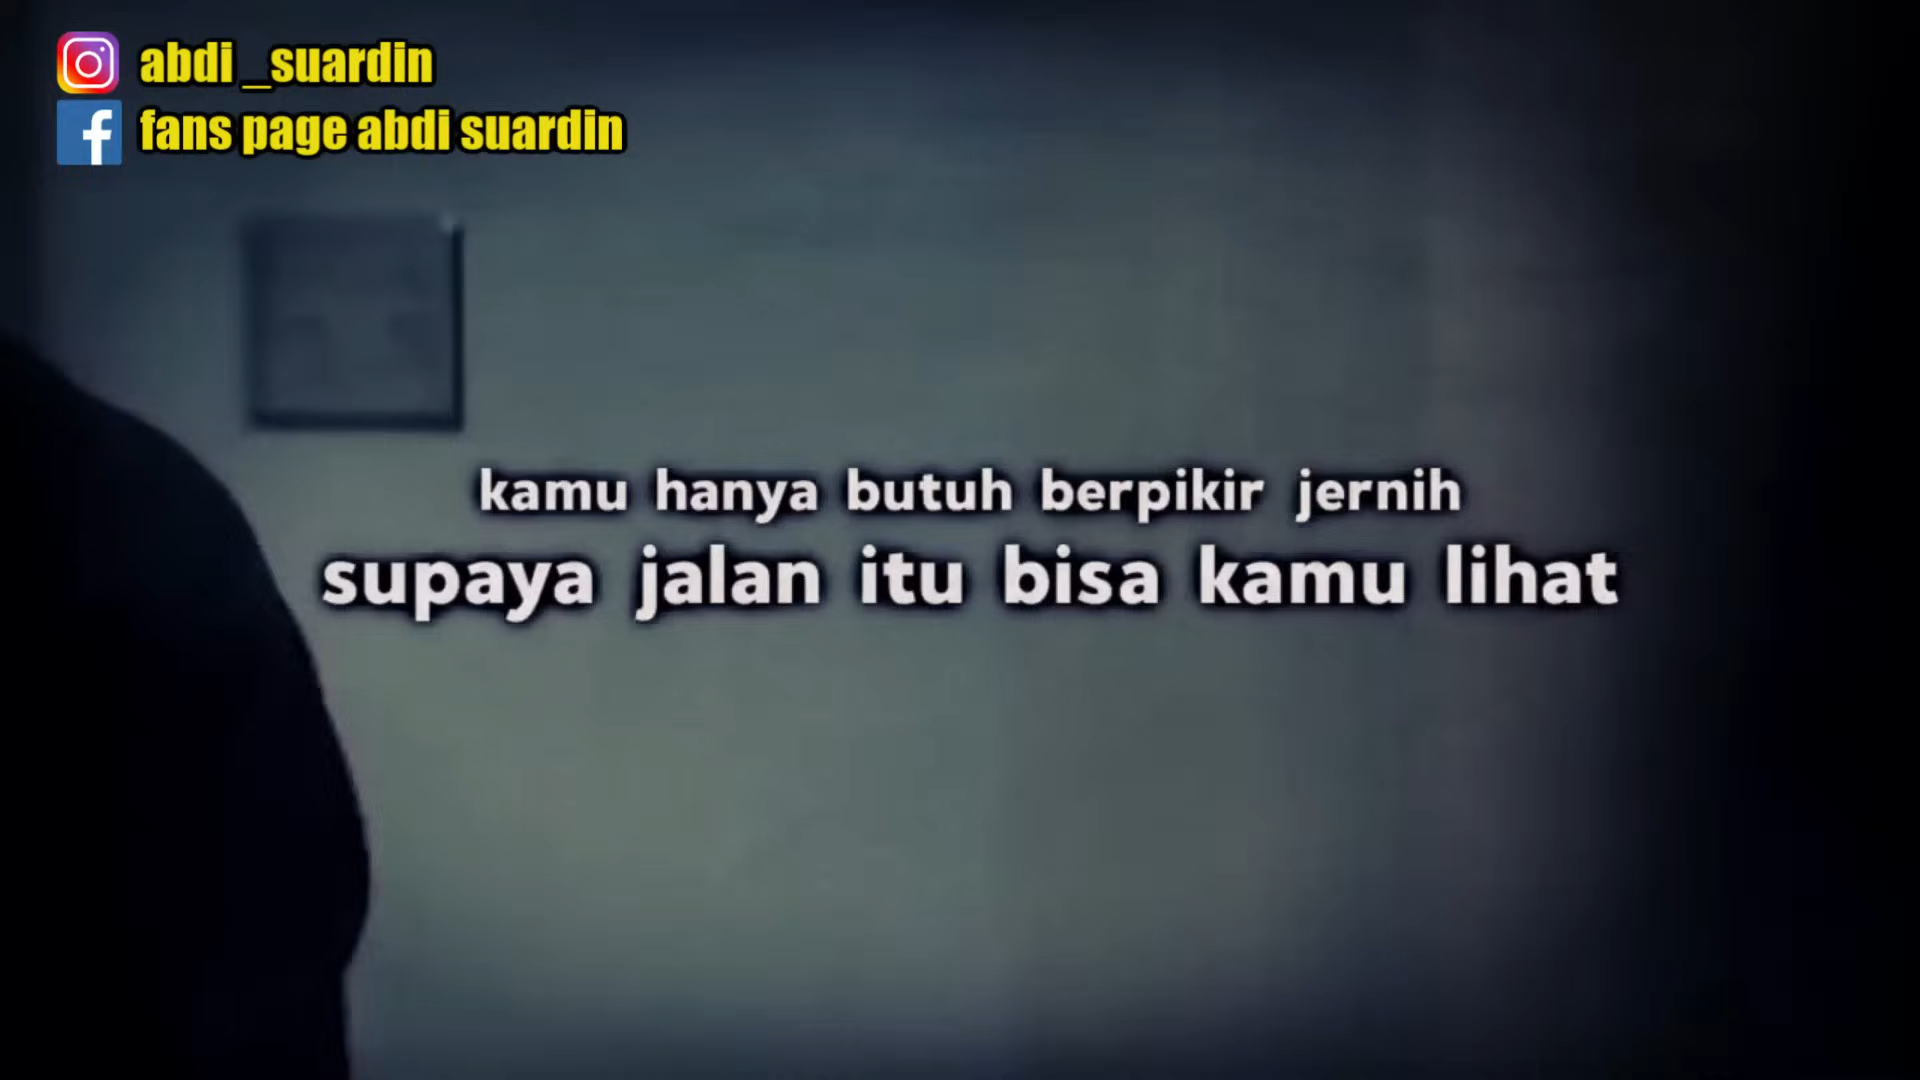 abdi _suardin
fans page abdi suardin
kamu hanya butuh berpikir jernih
supaya jalan itu bisa kamu lihat